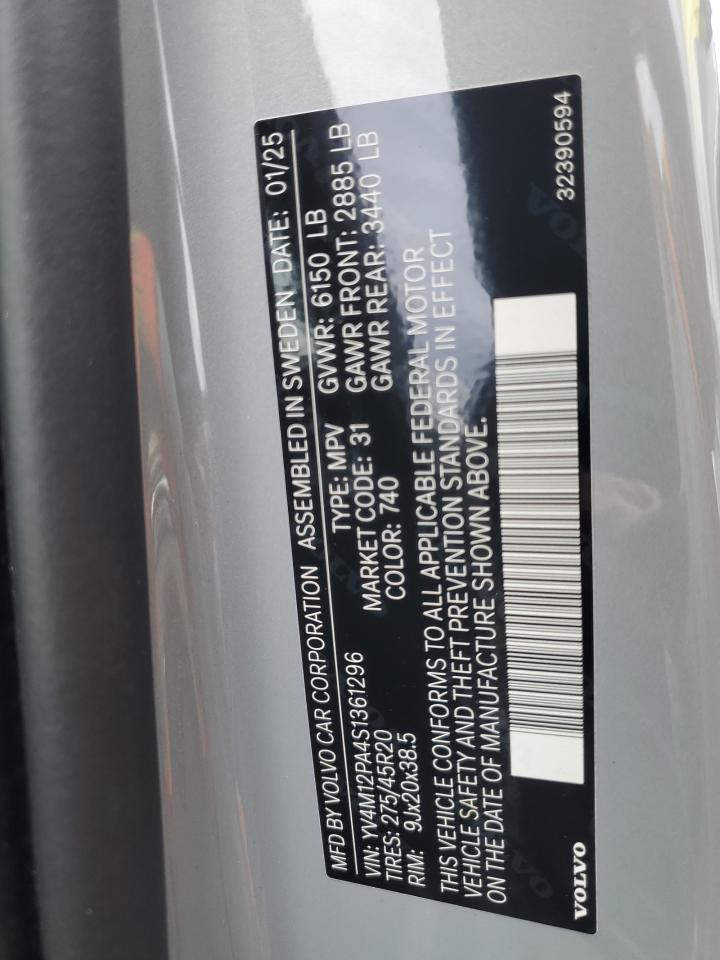 MFD BY VOLVO CAR CORPORATION ASSEMBLED IN SWEDEN DATE: 01/25
VIN: YV4M12PA4S1361296 TYPE: MPV GVWR: 6150 LB
TIRES: 275/45R20 MARKET CODE: 31 GAWR FRONT: 2885 LB
RIM: 9Jx20x38.5 COLOR: 740 GAWR REAR: 3440 LB
THIS VEHICLE CONFORMS TO ALL APPLICABLE FEDERAL MOTOR
VEHICLE SAFETY AND THEFT PREVENTION STANDARDS IN EFFECT
ON THE DATE OF MANUFACTURE SHOWN ABOVE.
VOLVO 32390594